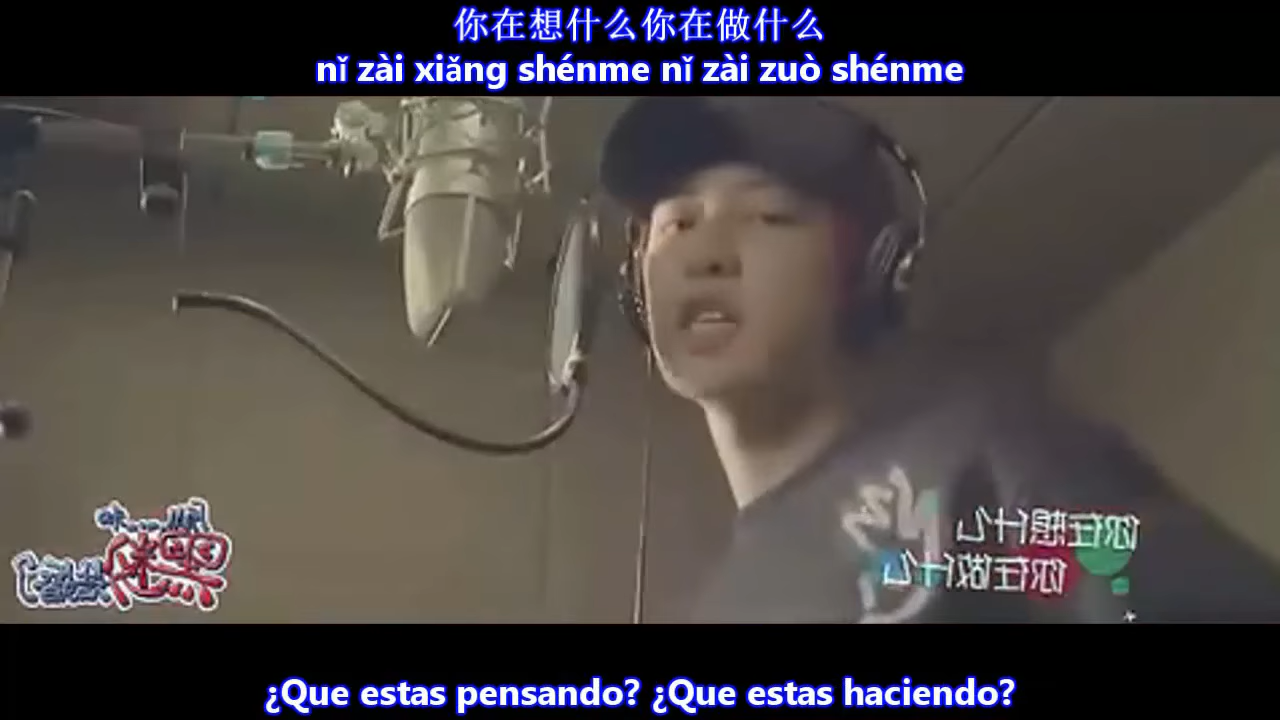 你在想什么你在做什么
nǐ zài xiǎng shénme nǐ zài zuò shénme
你在想什么
你在做什么
¿Que estas pensando? ¿Que estas haciendo?